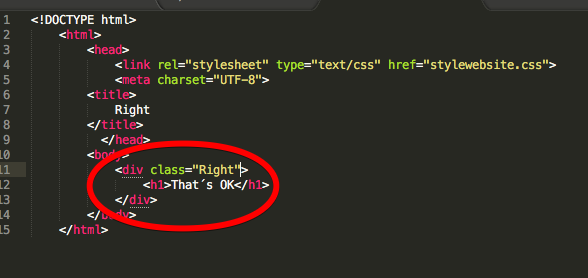 1 <!DOCTYPE html>
2 <html>
3 <head>
4 <link rel="stylesheet" type="text/css" href="stylewebsite.css">
5 <meta charset="UTF-8">
6 <title>
7 Right
8 </title>
9 </head>
10 <body>
11 <div class="Right">
12 <h1>That´s OK</h1>
13 </div>
14 </body>
15 </html>